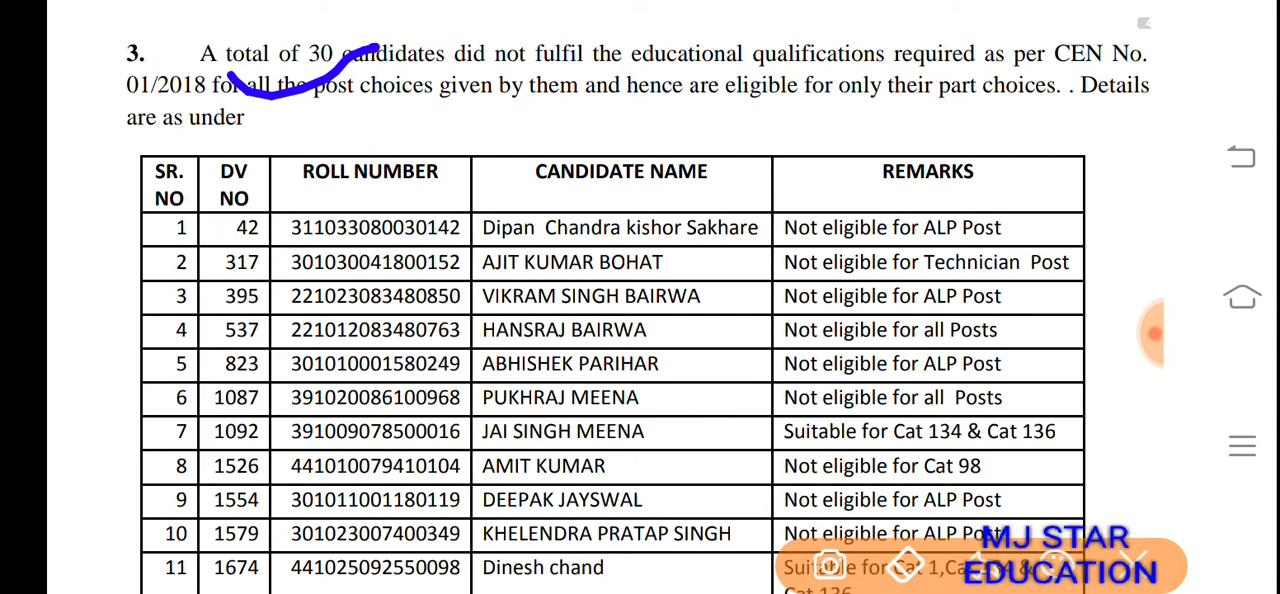 3. A total of 30 candidates did not fulfil the educational qualifications required as per CEN No.
01/2018 for all the post choices given by them and hence are eligible for only their part choices. . Details
are as under
SR. NO DV NO ROLL NUMBER CANDIDATE NAME REMARKS
1 42 311033080030142 Dipan Chandra kishor Sakhare Not eligible for ALP Post
2 317 301030041800152 AJIT KUMAR BOHAT Not eligible for Technician Post
3 395 221023083480850 VIKRAM SINGH BAIRWA Not eligible for ALP Post
4 537 221012083480763 HANSRAJ BAIRWA Not eligible for all Posts
5 823 301010001580249 ABHISHEK PARIHAR Not eligible for ALP Post
6 1087 391020086100968 PUKHRAJ MEENA Not eligible for all Posts
7 1092 391009078500016 JAI SINGH MEENA Suitable for Cat 134 & Cat 136
8 1526 441010079410104 AMIT KUMAR Not eligible for Cat 98
9 1554 301011001180119 DEEPAK JAYSWAL Not eligible for ALP Post
10 1579 301023007400349 KHELENDRA PRATAP SINGH Not eligible for ALP Post
11 1674 441025092550098 Dinesh chand Suitable for Cat 1,Cat &
Cat 136
MJ STAR
EDUCATION